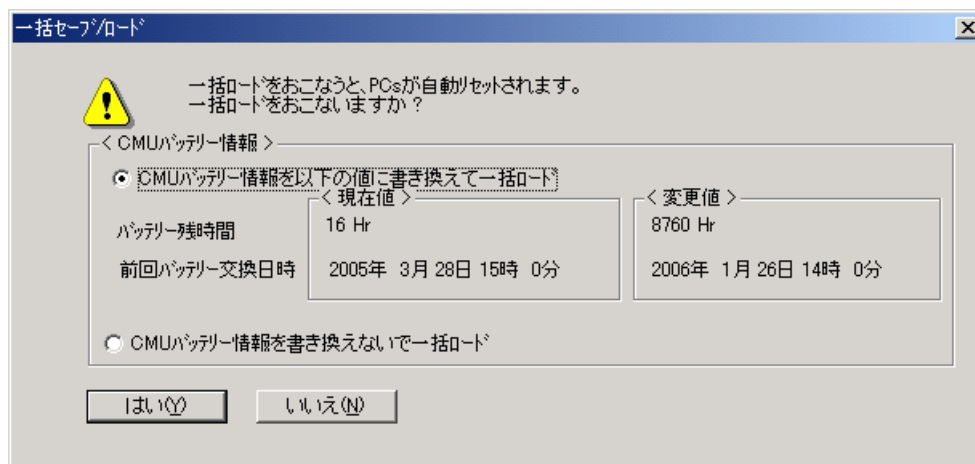 一括ｾｰﾌﾞ/ﾛｰﾄﾞ
一括ﾛｰﾄﾞをおこなうと、PCsが自動ﾘｾｯﾄされます。
一括ﾛｰﾄﾞをおこないますか？
＜CMUﾊﾞｯﾃﾘｰ情報＞
CMUﾊﾞｯﾃﾘｰ情報を以下の値に書き換えて一括ﾛｰﾄﾞ
＜現在値＞ ＜変更値＞
ﾊﾞｯﾃﾘｰ残時間 16 Hr 8760 Hr
前回ﾊﾞｯﾃﾘｰ交換日時 2005年 3月 28日 15時 0分 2006年 1月 26日 14時 0分
CMUﾊﾞｯﾃﾘｰ情報を書き換えないで一括ﾛｰﾄﾞ
はい(Y) いいえ(N)